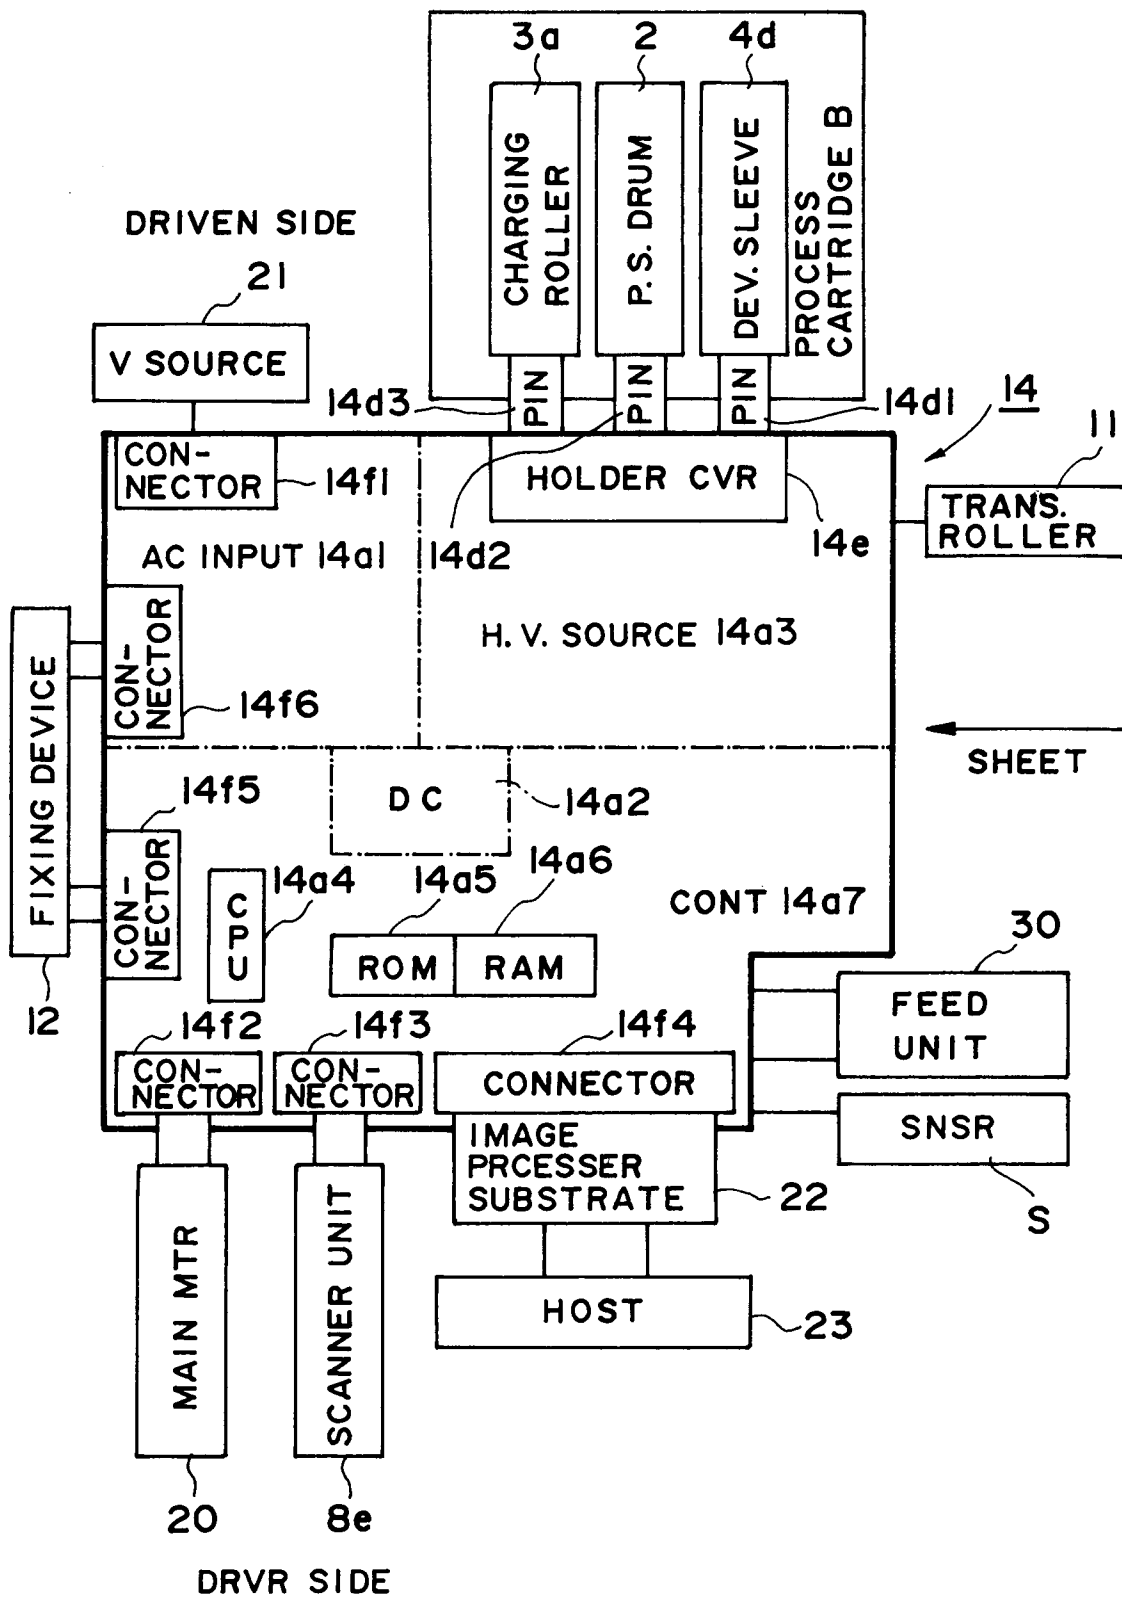 3a
2
4d
CHARGING
ROLLER
P.S. DRUM
DEV. SLEEVE
PROCESS
CARTRIDGE B
DRIVEN SIDE
21
V SOURCE
14d3
PIN
PIN
PIN
14d1
14
11
CON-
NECTOR
14f1
HOLDER CVR
TRANS.
ROLLER
AC INPUT 14a1
14d2
14e
H.V. SOURCE 14a3
CON-
NECTOR
14f6
FIXING DEVICE
SHEET
14f5
DC
14a2
CON-
NECTOR
CPU
14a4
14a5
14a6
CONT 14a7
ROM
RAM
30
FEED
UNIT
12
14f2
14f3
14f4
CON-
NECTOR
CON-
NECTOR
CONNECTOR
SNSR
IMAGE
PRCESSER
SUBSTRATE
22
S
MAIN MTR
SCANNER UNIT
HOST
23
20
8e
DRVR SIDE